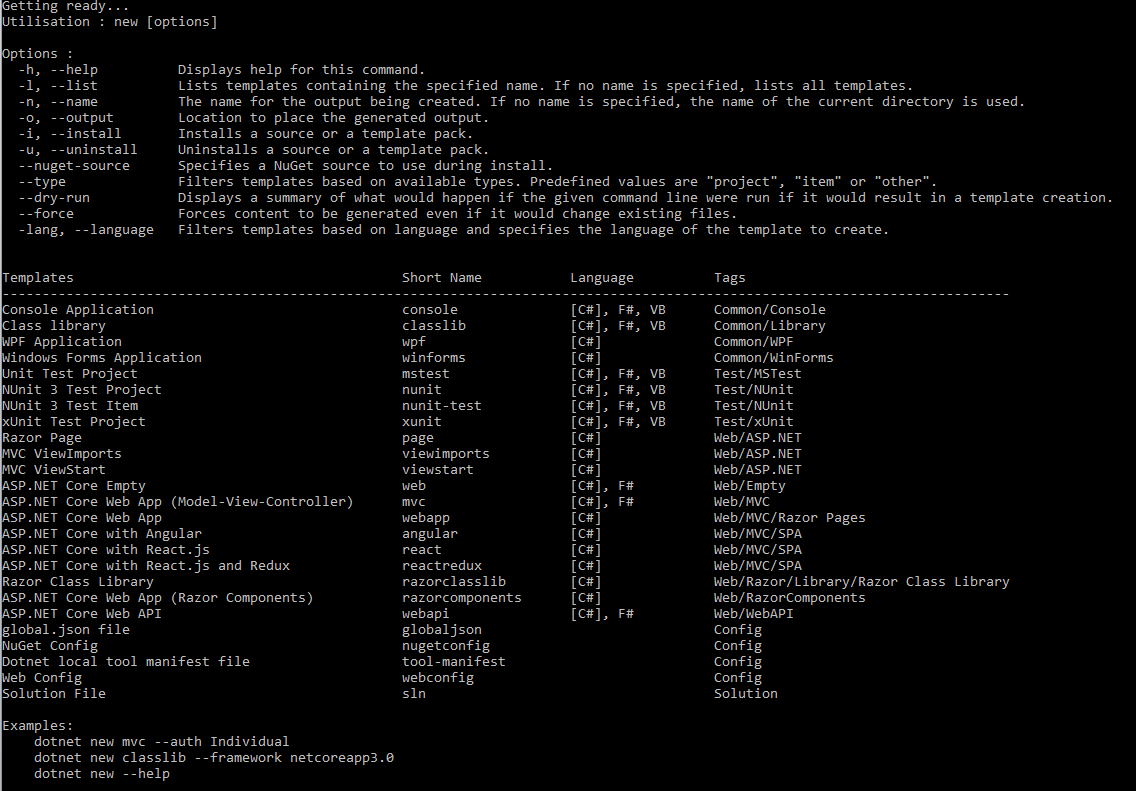 Getting ready...
Utilisation : new [options]
Options :
-h, --help Displays help for this command.
-l, --list Lists templates containing the specified name. If no name is specified, lists all templates.
-n, --name The name for the output being created. If no name is specified, the name of the current directory is used.
-o, --output Location to place the generated output.
-i, --install Installs a source or a template pack.
-u, --uninstall Uninstalls a source or a template pack.
--nuget-source Specifies a NuGet source to use during install.
--type Filters templates based on available types. Predefined values are "project", "item" or "other".
--dry-run Displays a summary of what would happen if the given command line were run if it would result in a template creation.
--force Forces content to be generated even if it would change existing files.
-lang, --language Filters templates based on language and specifies the language of the template to create.
Templates Short Name Language Tags
------------------------------------------------------------------------------------------------------------------------------
Console Application console [C#], F#, VB Common/Console
Class library classlib [C#], F#, VB Common/Library
WPF Application wpf [C#] Common/WPF
Windows Forms Application winforms [C#] Common/WinForms
Unit Test Project mstest [C#], F#, VB Test/MSTest
NUnit 3 Test Project nunit [C#], F#, VB Test/NUnit
NUnit 3 Test Item nunit-test [C#], F#, VB Test/NUnit
xUnit Test Project xunit [C#], F#, VB Test/xUnit
Razor Page page [C#] Web/ASP.NET
MVC ViewImports viewimports [C#] Web/ASP.NET
MVC ViewStart viewstart [C#] Web/ASP.NET
ASP.NET Core Empty web [C#], F# Web/Empty
ASP.NET Core Web App (Model-View-Controller) mvc [C#], F# Web/MVC
ASP.NET Core Web App webapp [C#] Web/MVC/Razor Pages
ASP.NET Core with Angular angular [C#] Web/MVC/SPA
ASP.NET Core with React.js react [C#] Web/MVC/SPA
ASP.NET Core with React.js and Redux reactredux [C#] Web/MVC/SPA
Razor Class Library razorclasslib [C#] Web/Razor/Library/Razor Class Library
ASP.NET Core Web App (Razor Components) razorcomponents [C#] Web/RazorComponents
ASP.NET Core Web API webapi [C#], F# Web/WebAPI
global.json file globaljson Config
NuGet Config nugetconfig Config
Dotnet local tool manifest file tool-manifest Config
Web Config webconfig Config
Solution File sln Solution
Examples:
dotnet new mvc --auth Individual
dotnet new classlib --framework netcoreapp3.0
dotnet new --help